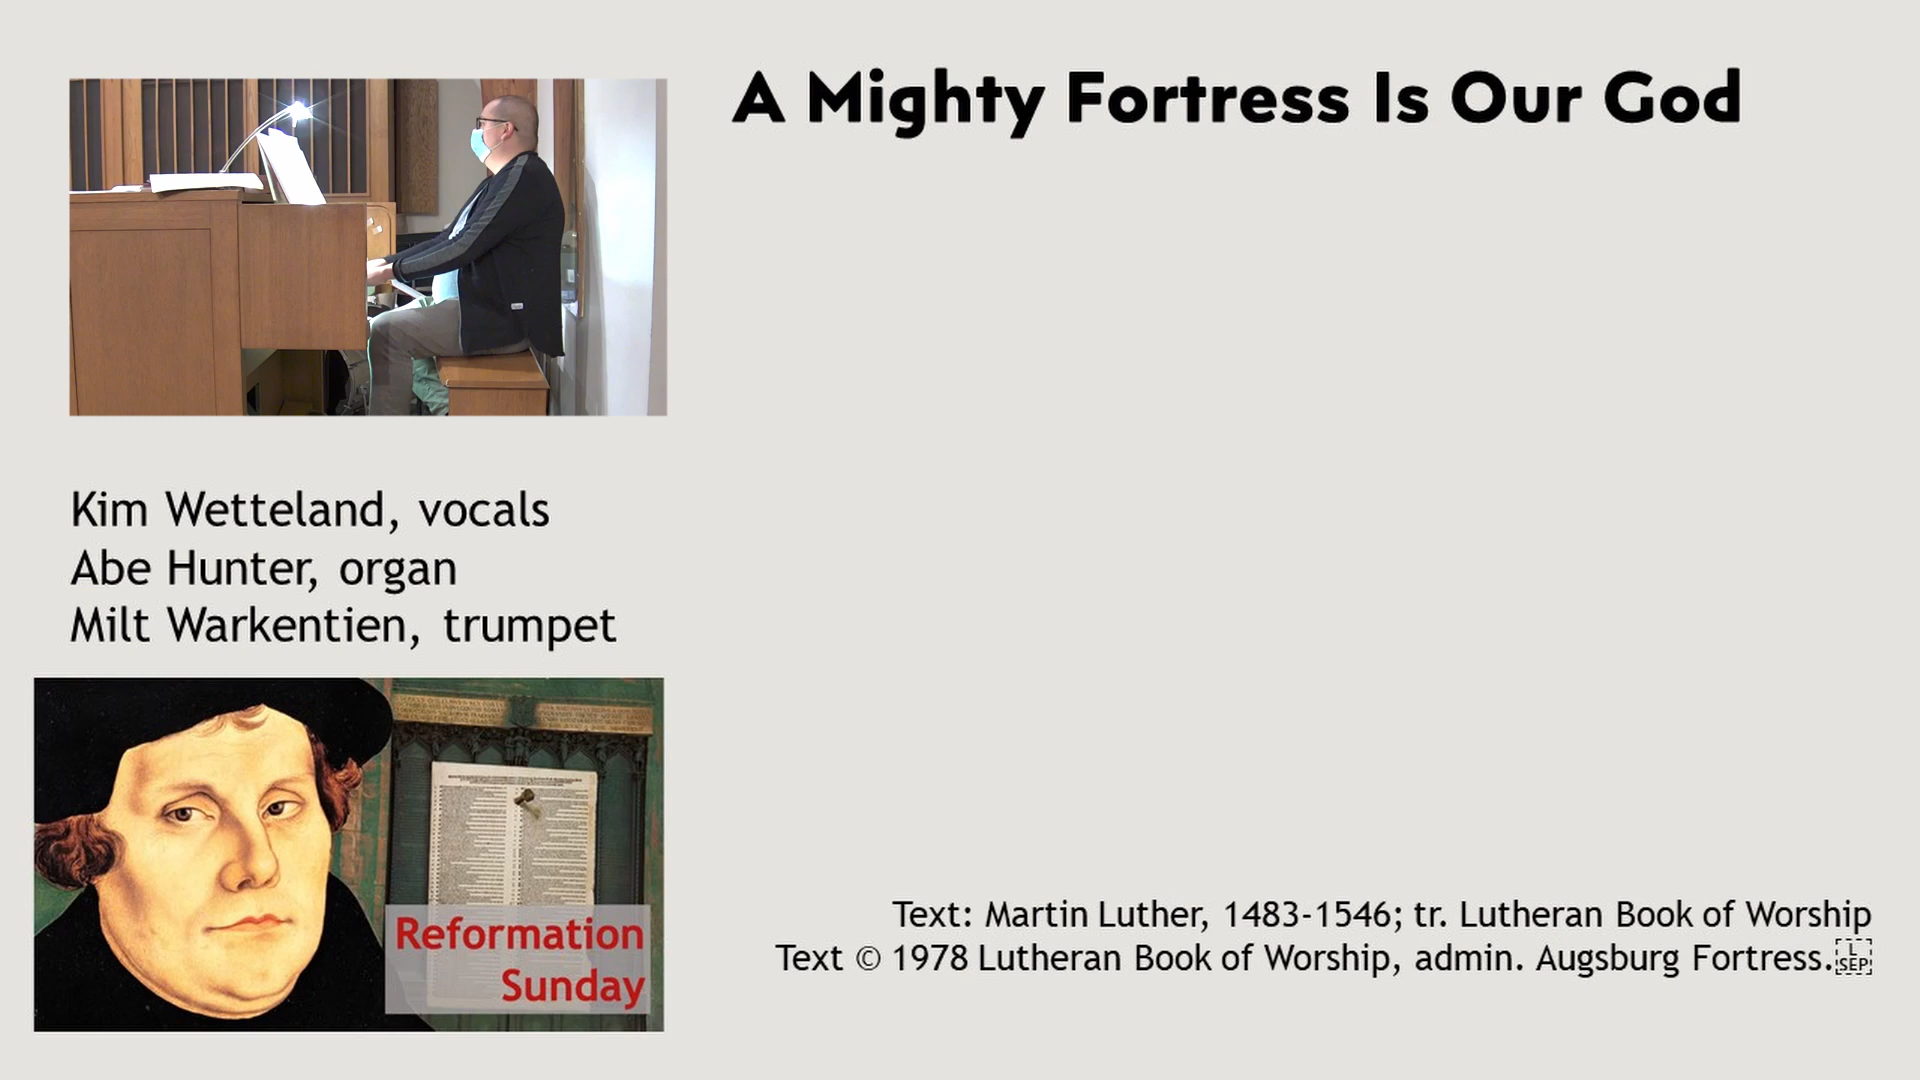 A Mighty Fortress Is Our God
Kim Wetteland, vocals
Abe Hunter, organ
Milt Warkentien, trumpet
Reformation
Sunday
Text: Martin Luther, 1483-1546; tr. Lutheran Book of Worship
Text © 1978 Lutheran Book of Worship, admin. Augsburg Fortress.
L
SEP